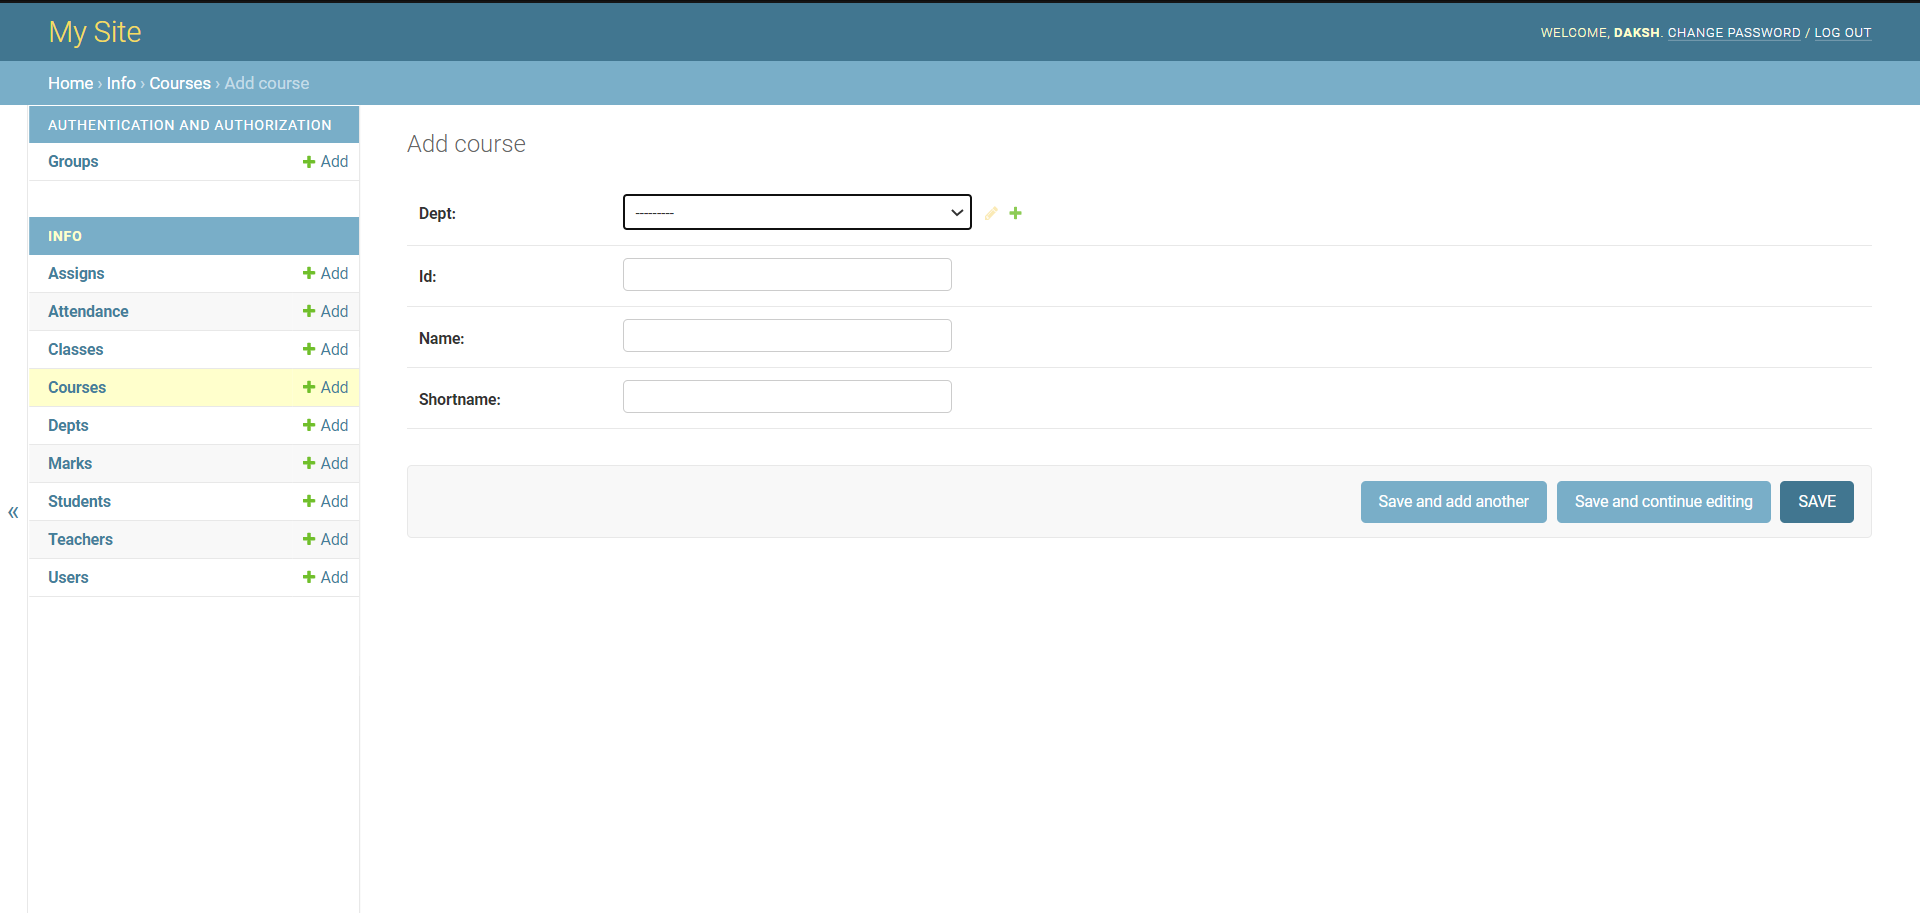 My Site
WELCOME, DAKSH. CHANGE PASSWORD / LOG OUT
Home › Info › Courses › Add course
AUTHENTICATION AND AUTHORIZATION
Groups Add
INFO
Assigns Add
Attendance Add
Classes Add
Courses Add
Depts Add
Marks Add
Students Add
Teachers Add
Users Add
«
Add course
Dept: ---------
Id:
Name:
Shortname:
Save and add another Save and continue editing SAVE